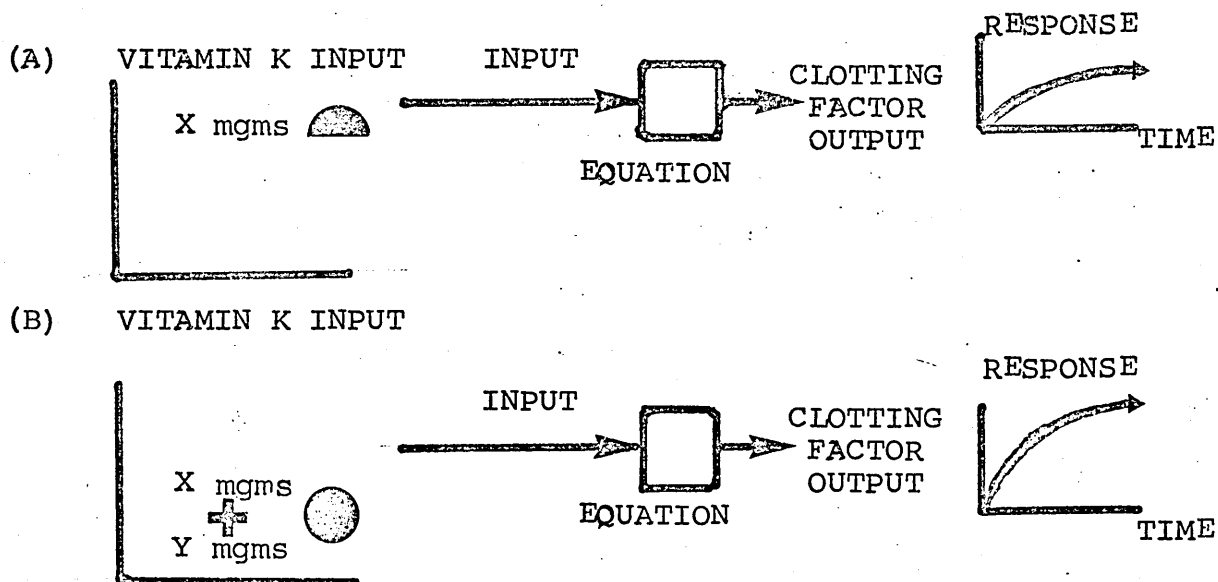 RESPONSE
(A) VITAMIN K INPUT INPUT
X mgms
CLOTTING
FACTOR
OUTPUT
TIME
EQUATION
(B) VITAMIN K INPUT
RESPONSE
INPUT
CLOTTING
FACTOR
OUTPUT
X mgms
+
Y mgms
EQUATION
TIME